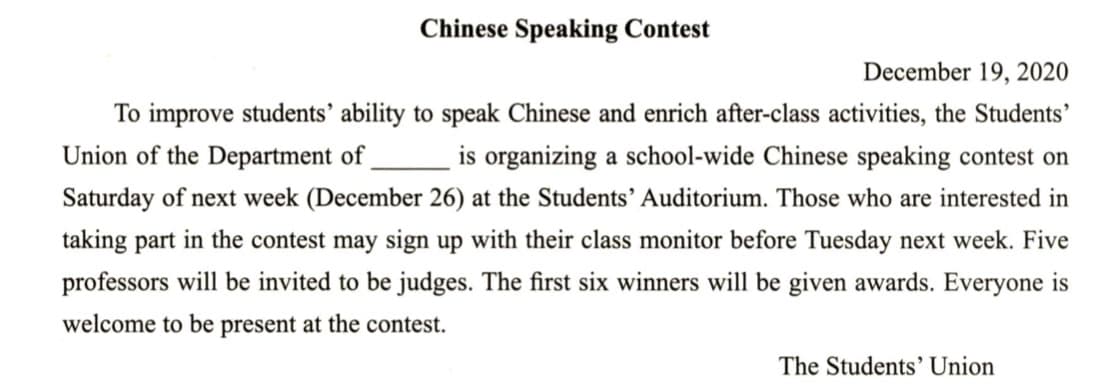 Chinese Speaking Contest
December 19, 2020
To improve students’ ability to speak Chinese and enrich after-class activities, the Students’
Union of the Department of ______ is organizing a school-wide Chinese speaking contest on
Saturday of next week (December 26) at the Students’ Auditorium. Those who are interested in
taking part in the contest may sign up with their class monitor before Tuesday next week. Five
professors will be invited to be judges. The first six winners will be given awards. Everyone is
welcome to be present at the contest.
The Students’ Union